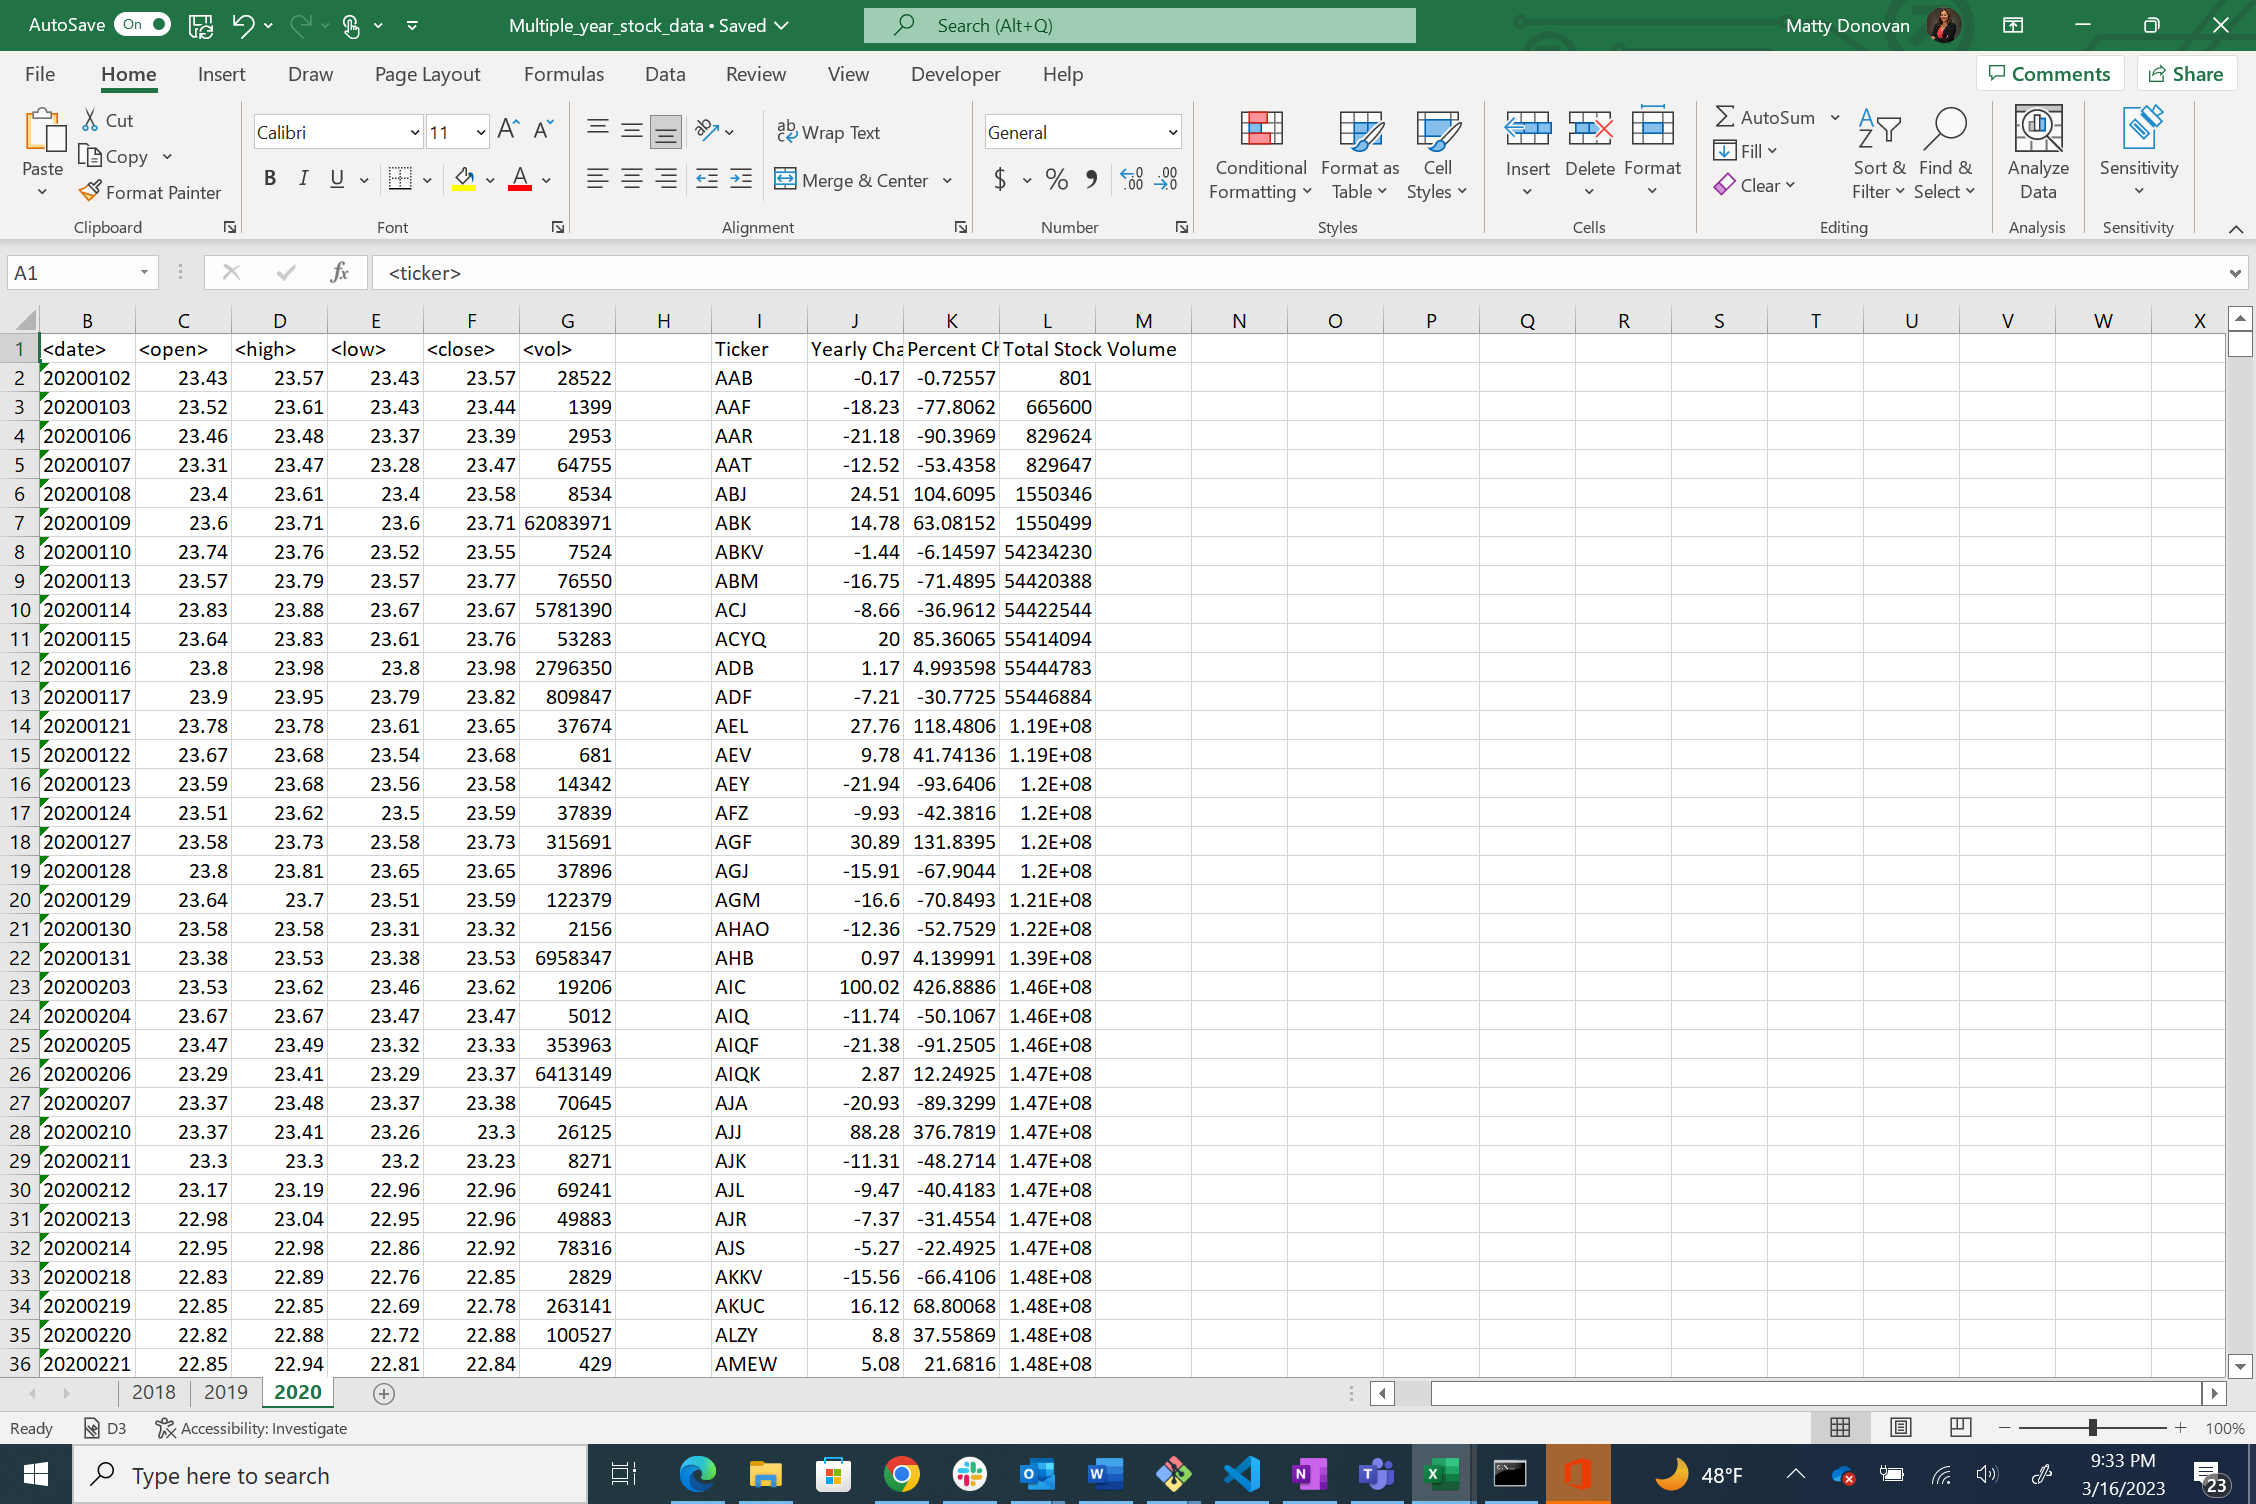 AutoSave On Multiple_year_stock_data • Saved Search (Alt+Q) Matty Donovan
File Home Insert Draw Page Layout Formulas Data Review View Developer Help Comments Share
Paste Cut Copy Format Painter Clipboard
Calibri 11 B I U A Font
ab Wrap Text Merge & Center Alignment
General $ % 9 .00 Number
Conditional Formatting Format as Table Cell Styles Styles
Insert Delete Format Cells
AutoSum Fill Clear Sort & Filter Find & Select Editing
Analyze Data Analysis
Sensitivity Sensitivity
A1 fx <ticker>
B C D E F G H I J K L M N O P Q R S T U V W X
1 <date> <open> <high> <low> <close> <vol> Ticker Yearly Cha Percent Ch Total Stock Volume
2 20200102 23.43 23.57 23.43 23.57 28522 AAB -0.17 -0.72557 801
3 20200103 23.52 23.61 23.43 23.44 1399 AAF -18.23 -77.8062 665600
4 20200106 23.46 23.48 23.37 23.39 2953 AAR -21.18 -90.3969 829624
5 20200107 23.31 23.47 23.28 23.47 64755 AAT -12.52 -53.4358 829647
6 20200108 23.4 23.61 23.4 23.58 8534 ABJ 24.51 104.6095 1550346
7 20200109 23.6 23.71 23.6 23.71 62083971 ABK 14.78 63.08152 1550499
8 20200110 23.74 23.76 23.52 23.55 7524 ABKV -1.44 -6.14597 54234230
9 20200113 23.57 23.79 23.57 23.77 76550 ABM -16.75 -71.4895 54420388
10 20200114 23.83 23.88 23.67 23.67 5781390 ACJ -8.66 -36.9612 54422544
11 20200115 23.64 23.83 23.61 23.76 53283 ACYQ 20 85.36065 55414094
12 20200116 23.8 23.98 23.8 23.98 2796350 ADB 1.17 4.993598 55444783
13 20200117 23.9 23.95 23.79 23.82 809847 ADF -7.21 -30.7725 55446884
14 20200121 23.78 23.78 23.61 23.65 37674 AEL 27.76 118.4806 1.19E+08
15 20200122 23.67 23.68 23.54 23.68 681 AEV 9.78 41.74136 1.19E+08
16 20200123 23.59 23.68 23.56 23.58 14342 AEY -21.94 -93.6406 1.2E+08
17 20200124 23.51 23.62 23.5 23.59 37839 AFZ -9.93 -42.3816 1.2E+08
18 20200127 23.58 23.73 23.58 23.73 315691 AGF 30.89 131.8395 1.2E+08
19 20200128 23.8 23.81 23.65 23.65 37896 AGJ -15.91 -67.9044 1.2E+08
20 20200129 23.64 23.7 23.51 23.59 122379 AGM -16.6 -70.8493 1.21E+08
21 20200130 23.58 23.58 23.31 23.32 2156 AHAO -12.36 -52.7529 1.22E+08
22 20200131 23.38 23.53 23.38 23.53 6958347 AHB 0.97 4.139991 1.39E+08
23 20200203 23.53 23.62 23.46 23.62 19206 AIC 100.02 426.8886 1.46E+08
24 20200204 23.67 23.67 23.47 23.47 5012 AIQ -11.74 -50.1067 1.46E+08
25 20200205 23.47 23.49 23.32 23.33 353963 AIQF -21.38 -91.2505 1.46E+08
26 20200206 23.29 23.41 23.29 23.37 6413149 AIQK 2.87 12.24925 1.47E+08
27 20200207 23.37 23.48 23.37 23.38 70645 AJA -20.93 -89.3299 1.47E+08
28 20200210 23.37 23.41 23.26 23.3 26125 AJJ 88.28 376.7819 1.47E+08
29 20200211 23.3 23.3 23.2 23.23 8271 AJK -11.31 -48.2714 1.47E+08
30 20200212 23.17 23.19 22.96 22.96 69241 AJL -9.47 -40.4183 1.47E+08
31 20200213 22.98 23.04 22.95 22.96 49883 AJR -7.37 -31.4554 1.47E+08
32 20200214 22.95 22.98 22.86 22.92 78316 AJS -5.27 -22.4925 1.47E+08
33 20200218 22.83 22.89 22.76 22.85 2829 AKKV -15.56 -66.4106 1.48E+08
34 20200219 22.85 22.85 22.69 22.78 263141 AKUC 16.12 68.80068 1.48E+08
35 20200220 22.82 22.88 22.72 22.88 100527 ALZY 8.8 37.55869 1.48E+08
36 20200221 22.85 22.94 22.81 22.84 429 AMEW 5.08 21.6816 1.48E+08
2018 2019 2020
Ready D3 Accessibility: Investigate 100%
Type here to search 48°F 9:33 PM
3/16/2023 23